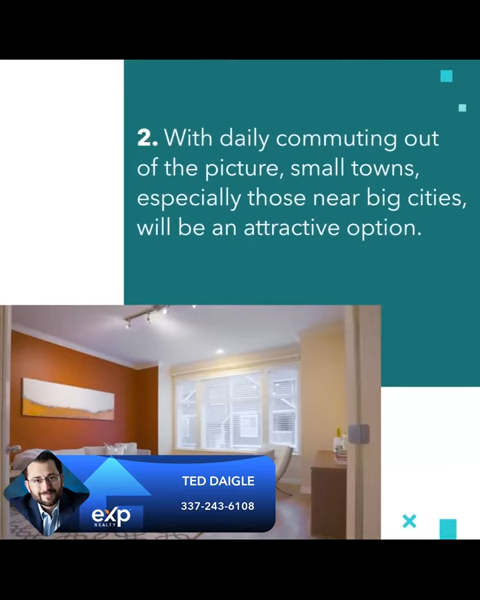 2. With daily commuting out
of the picture, small towns,
especially those near big cities,
will be an attractive option.
TED DAIGLE
337-243-6108
exp
REALTY